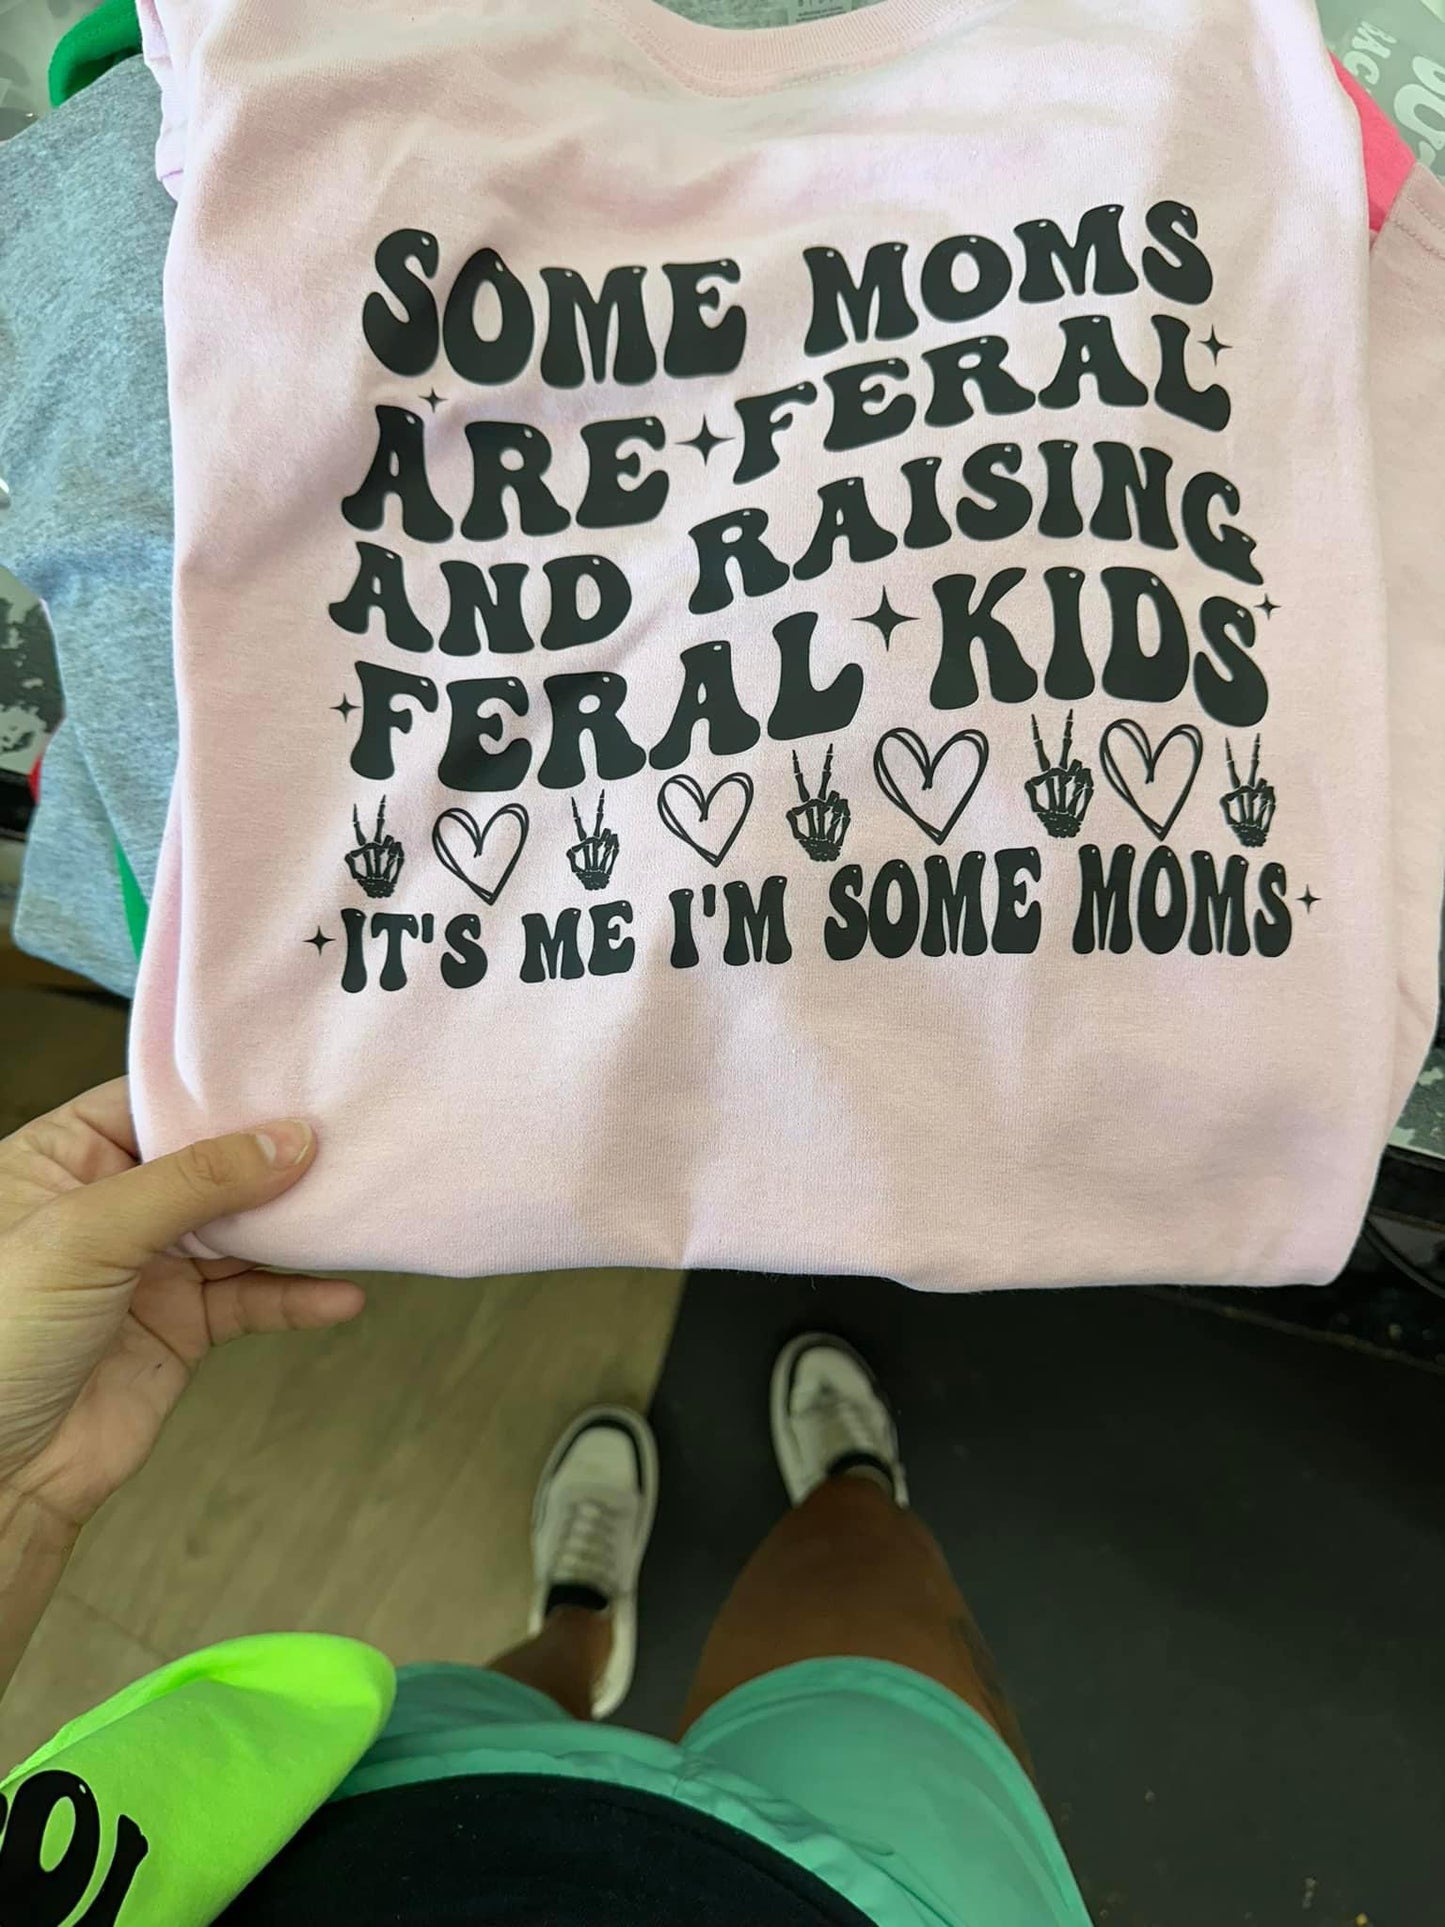 SOME MOMS
ARE FERAL
AND RAISING
FERAL KIDS
IT'S ME I'M SOME MOMS